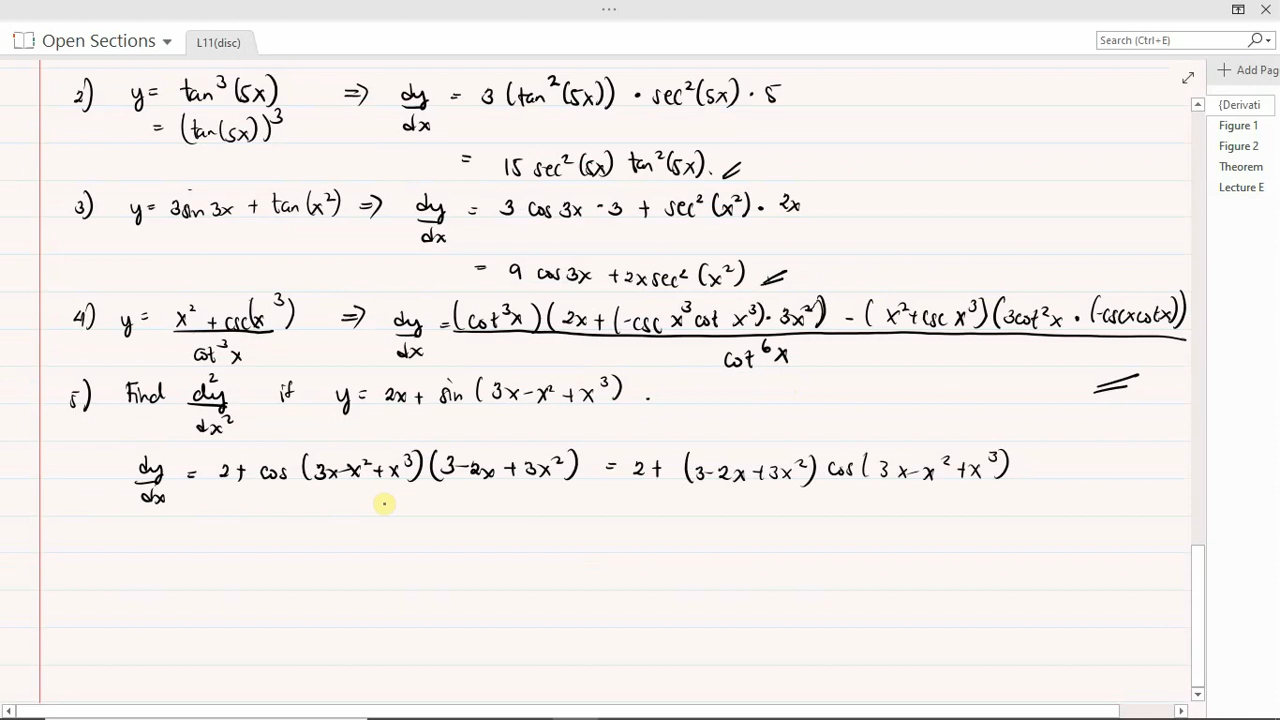 Open Sections
L11(disc)
Search (Ctrl+E)
Add Pag
{Derivati
Figure 1
Figure 2
Theorem
Lecture E
2) y = tan³(5x) ⇒ dy/dx = 3 (tan²(5x)) • sec²(5x) • 5
= (tan(5x))³
= 15 sec²(5x) tan²(5x).
3) y = 3sin 3x + tan(x²) ⇒ dy/dx = 3 cos 3x · 3 + sec²(x²) • 2x
= 9 cos3x + 2x sec²(x²)
4) y = (x² + csc(x³))/(cot³x) ⇒ dy/dx = ((cot³x)(2x + (-csc x³ cot x³) · 3x²) - (x² + csc x³)(3cot²x • (-cscxcotx)))/(cot⁶x)
5) Find d²y/dx² if y = 2x + sin (3x - x² + x³).
dy/dx = 2 + cos (3x - x² + x³)(3 - 2x + 3x²) = 2 + (3 - 2x + 3x²) cos(3x - x² + x³)